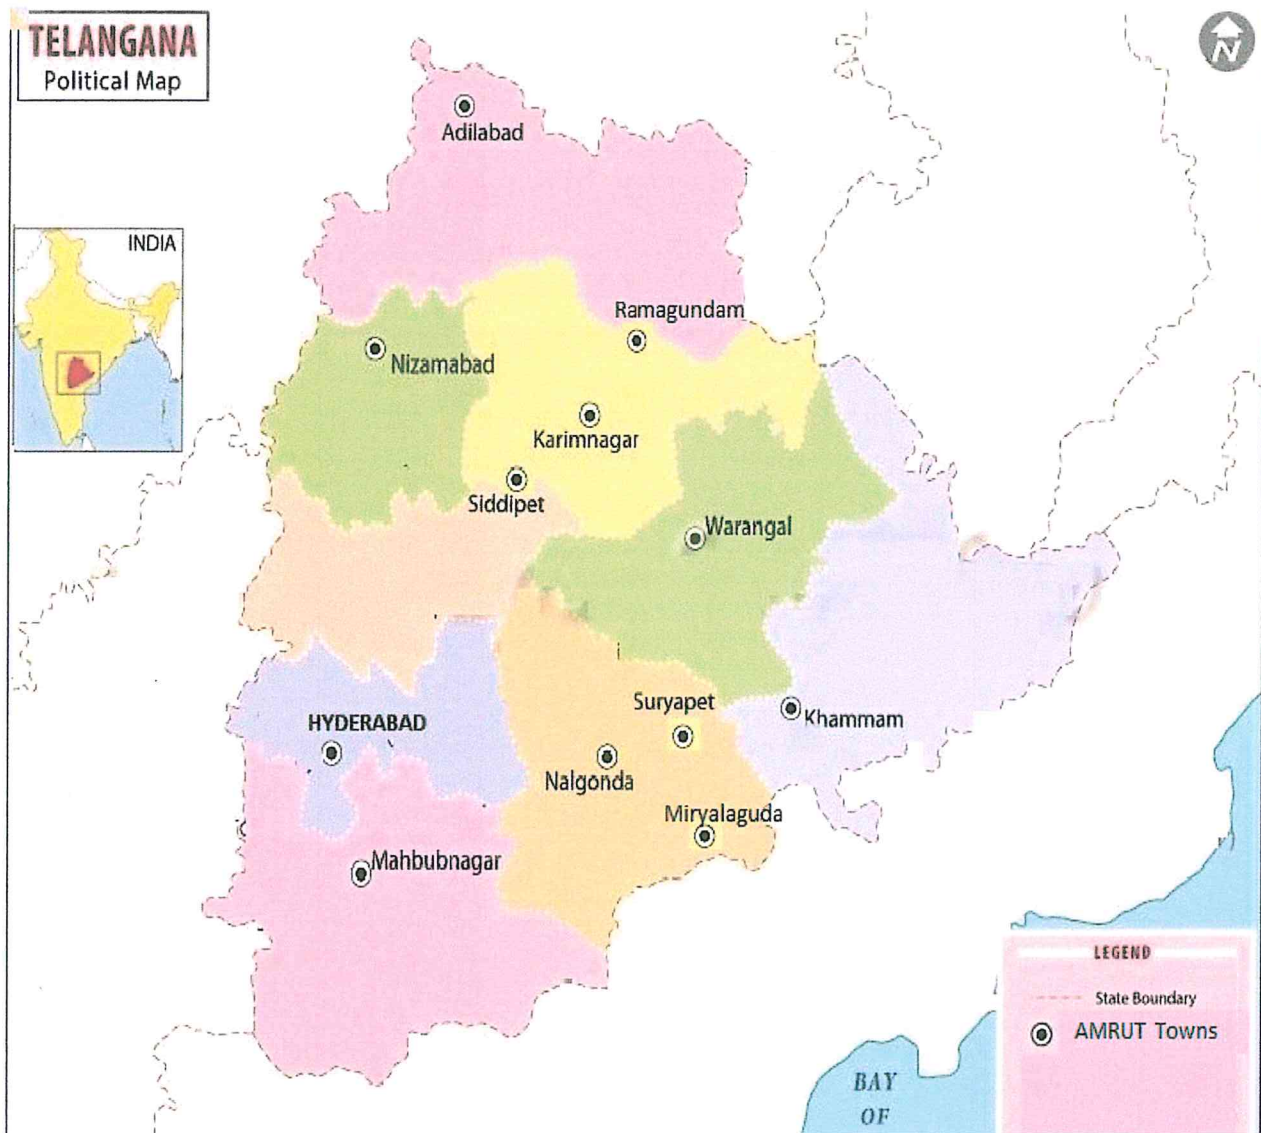 TELANGANA
Political Map
N
INDIA
Adilabad
Ramagundam
Nizamabad
Karimnagar
Siddipet
Warangal
Suryapet
Khammam
HYDERABAD
Nalgonda
Miryalaguda
Mahbubnagar
LEGEND
State Boundary
AMRUT Towns
BAY
OF